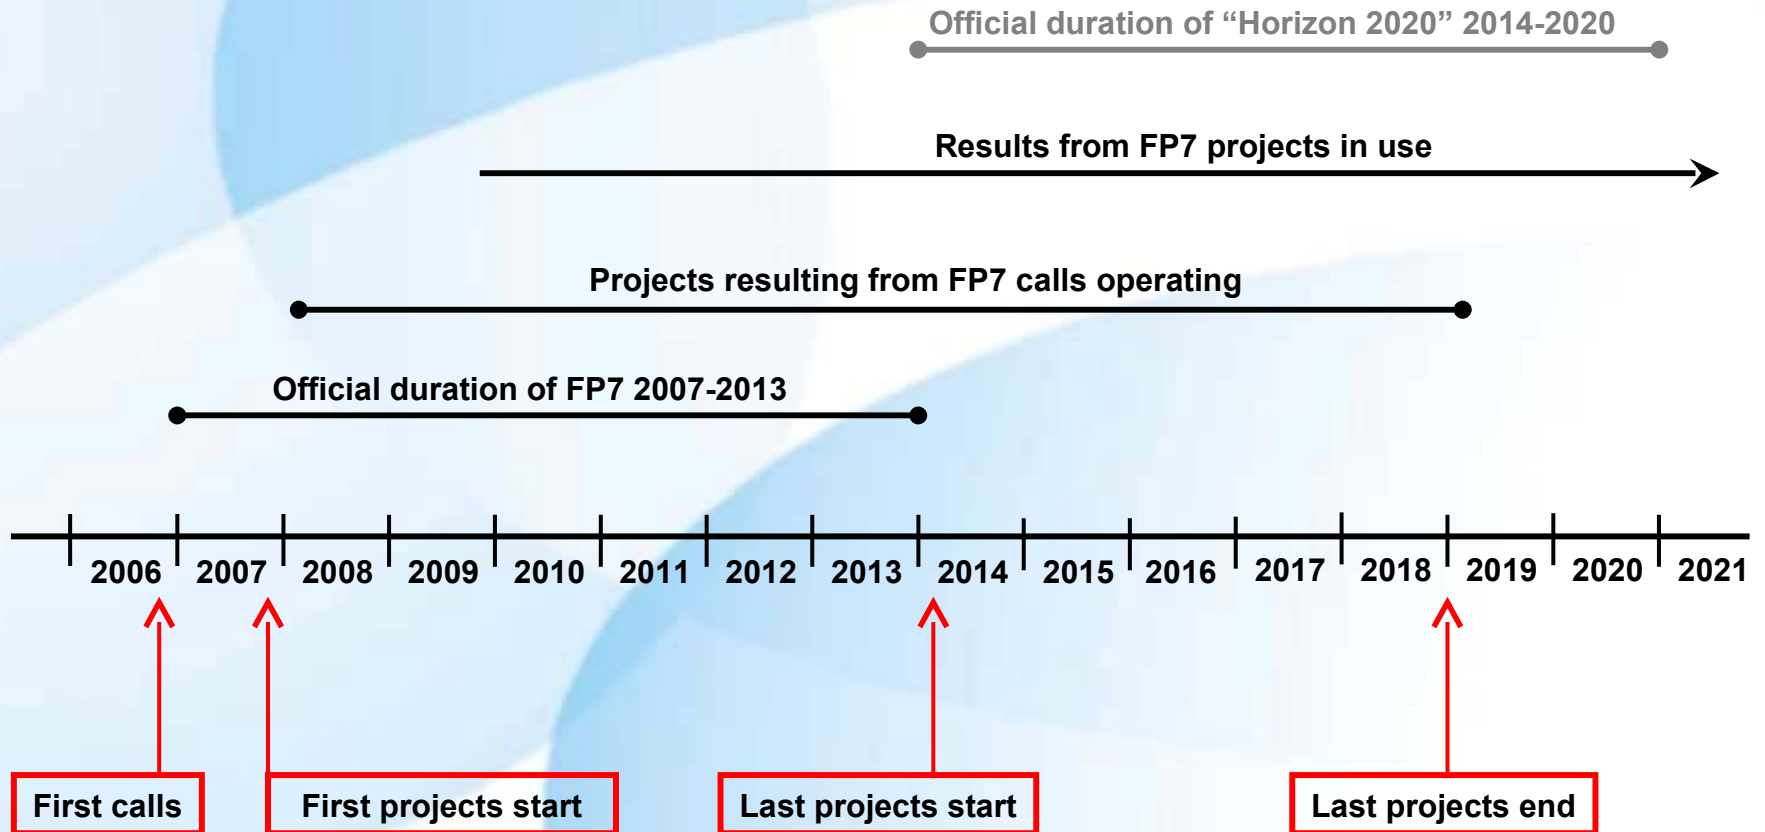 Official duration of “Horizon 2020” 2014-2020
Results from FP7 projects in use
Projects resulting from FP7 calls operating
Official duration of FP7 2007-2013
2006 2007 2008 2009 2010 2011 2012 2013 2014 2015 2016 2017 2018 2019 2020 2021
First calls First projects start Last projects start Last projects end